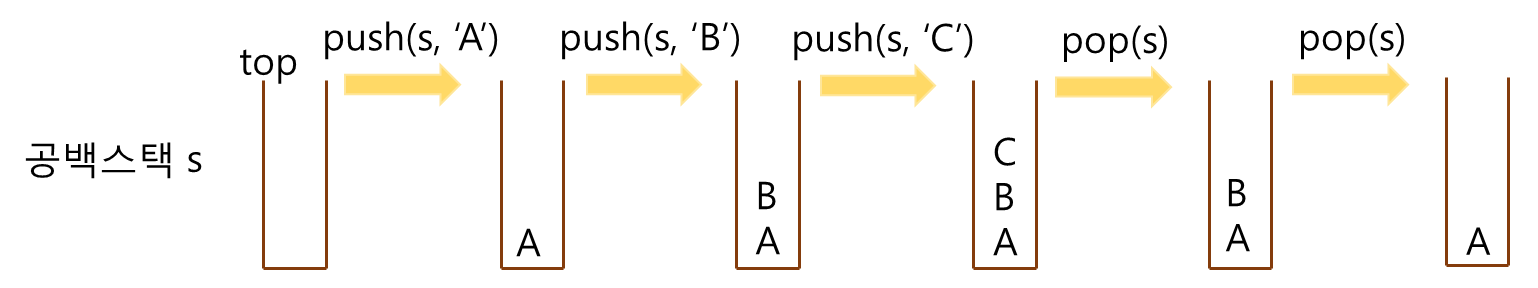 push(s, ‘A’) push(s, ‘B’) push(s, ‘C’) pop(s) pop(s)
top
공백스택 s
C
B B B
A A A A A